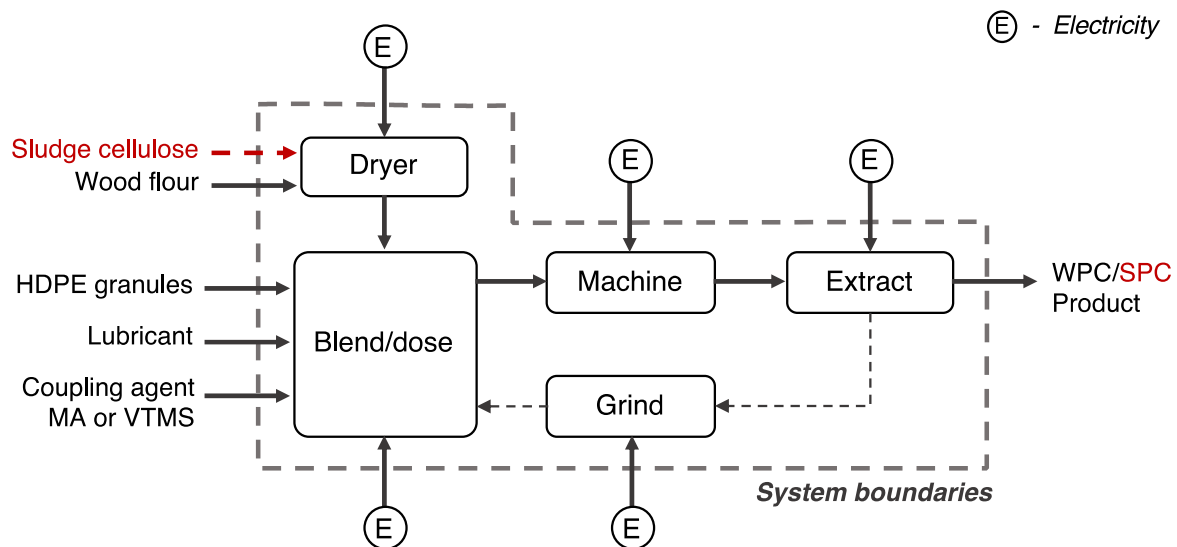 E
E - Electricity
Sludge cellulose
Wood flour
Dryer
E
E
HDPE granules
Lubricant
Coupling agent
MA or VTMS
Blend/dose
Machine
Extract
WPC/SPC
Product
Grind
System boundaries
E
E